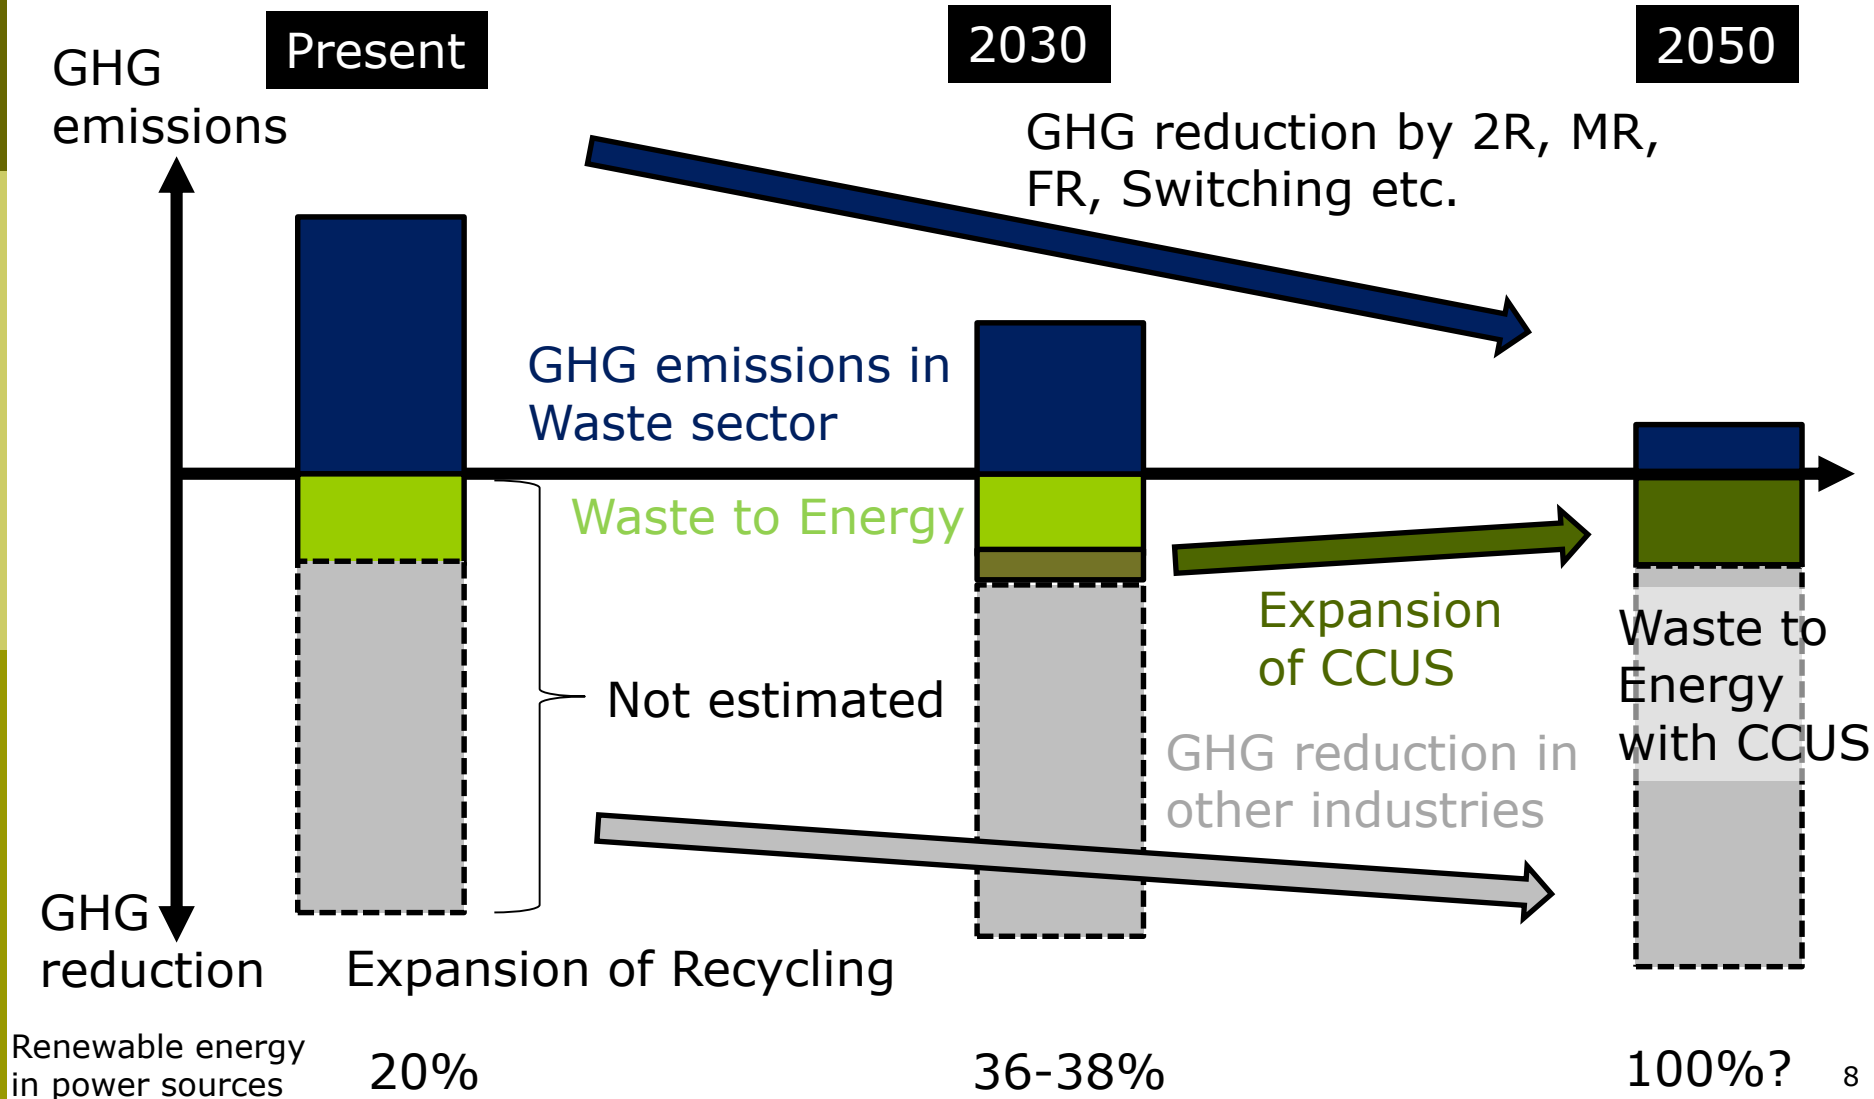 Present
2030
2050
GHG
emissions
GHG reduction by 2R, MR,
FR, Switching etc.
GHG emissions in
Waste sector
Waste to Energy
Expansion
of CCUS
Waste to
Energy
with CCUS
Not estimated
GHG reduction in
other industries
GHG
reduction
Expansion of Recycling
Renewable energy
in power sources
20%
36-38%
100%?
8